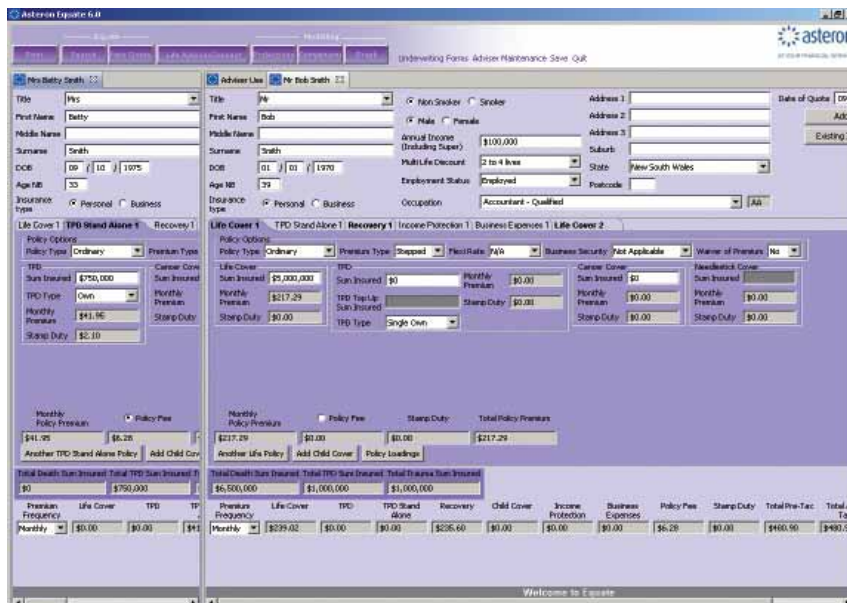 Asteron Equate 6.0
Underwriting Forms Adviser Maintenance Save Quit
asteron
Mrs Betty Smith
Title Mrs
First Name Betty
Middle Name
Surname Smith
DOB 09 / 10 / 1975
Age NB 33
Insurance type Personal Business
Life Cover 1 TPD Stand Alone 1 Recovery 1
Policy Options
Policy Type Ordinary Premium Type
TPD
Sum Insured $750,000
TPD Type Own
Monthly Premium $41.95
Stamp Duty $2.10
Cancer Cove
Sum Insured
Monthly Premium
Stamp Duty
Monthly Policy Premium Policy Fee
$41.95 $6.28
Another TPD Stand Alone Policy Add Child Cov
Total Death Sum Insured Total TPD Sum Insured
$0 $750,000
Premium Frequency Life Cover TPD
Monthly $0.00 $0.00 $41
Adviser Use Mr Bob Smith
Title Mr
First Name Bob
Middle Name
Surname Smith
DOB 01 / 01 / 1970
Age NB 39
Insurance type Personal Business
Non Smoker Smoker
Male Female
Annual Income (Including Super) $100,000
MultiLife Discount 2 to 4 lives
Employment Status Employed
Occupation Accountant - Qualified AA
Address 1
Address 2
Address 3
Suburb
State New South Wales
Postcode
Date of Quote 09
Add
Existing
Life Cover 1 TPD Stand Alone 1 Recovery 1 Income Protection 1 Business Expenses 1 Life Cover 2
Policy Options
Policy Type Ordinary Premium Type Stepped Flexi Rate N/A Business Security Not Applicable Waiver of Premium No
Life Cover
Sum Insured $5,000,000
Monthly Premium $217.29
Stamp Duty $0.00
TPD
Sum Insured $0
TPD Top Up Sum Insured
TPD Type Single Own
Monthly Premium $0.00
Stamp Duty $0.00
Cancer Cover
Sum Insured $0
Monthly Premium $0.00
Stamp Duty $0.00
Needlestick Cover
Sum Insured
Monthly Premium $0.00
Stamp Duty $0.00
Monthly Policy Premium Policy Fee Stamp Duty Total Policy Premium
$217.29 $0.00 $0.00 $217.29
Another Life Policy Add Child Cover Policy Loadings
Total Death Sum Insured Total TPD Sum Insured Total Trauma Sum Insured
$6,500,000 $1,000,000 $1,000,000
Premium Frequency Life Cover TPD TPD Stand Alone Recovery Child Cover Income Protection Business Expenses Policy Fee Stamp Duty Total Pre-Tax Total
Monthly $239.02 $0.00 $0.00 $235.60 $0.00 $0.00 $0.00 $6.28 $0.00 $480.90 $480.9
Welcome to Equate